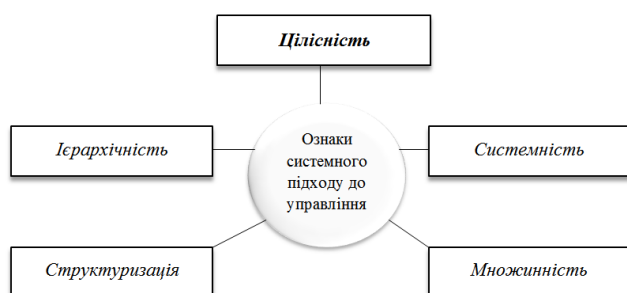 Цілісність
Ієрархічність
Ознаки
системного
підходу до
управління
Системність
Структуризація
Множинність